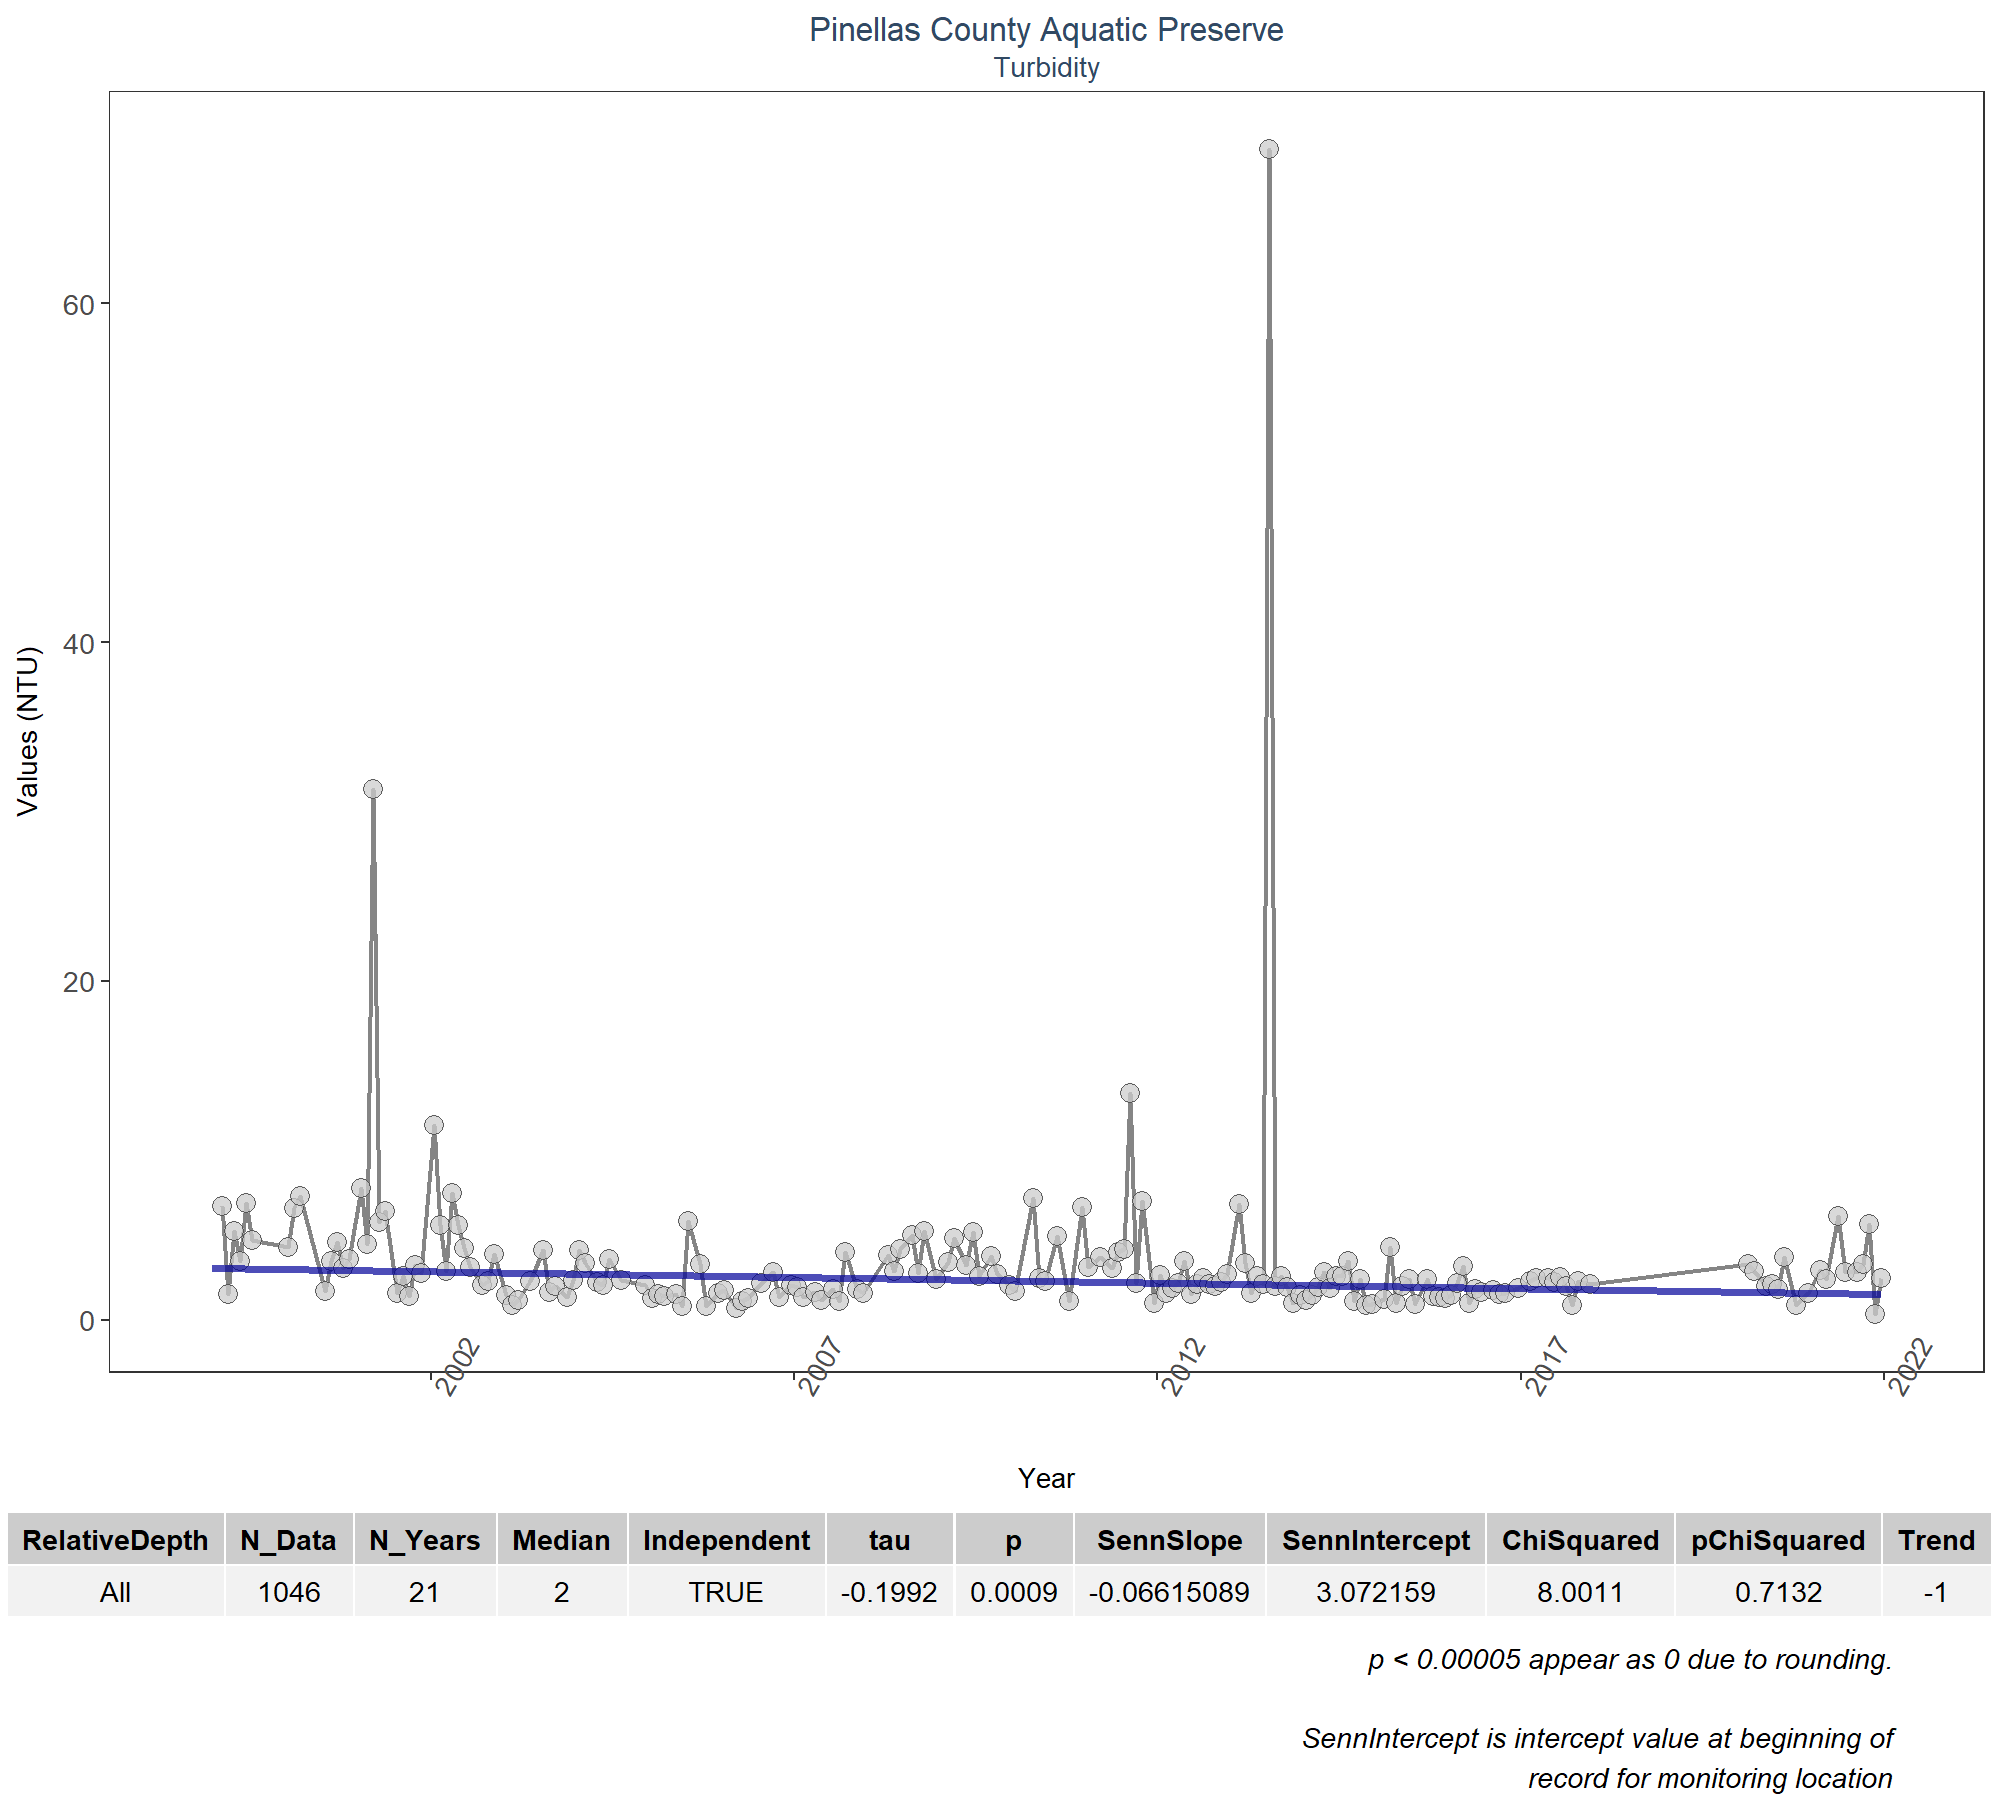 Pinellas County Aquatic Preserve
Turbidity
Values (NTU)
60
40
20
0
2002 2007 2012 2017 2022
Year
RelativeDepth N_Data N_Years Median Independent tau p SennSlope SennIntercept ChiSquared pChiSquared Trend
All 1046 21 2 TRUE -0.1992 0.0009 -0.06615089 3.072159 8.0011 0.7132 -1
p < 0.00005 appear as 0 due to rounding.
SennIntercept is intercept value at beginning of
record for monitoring location